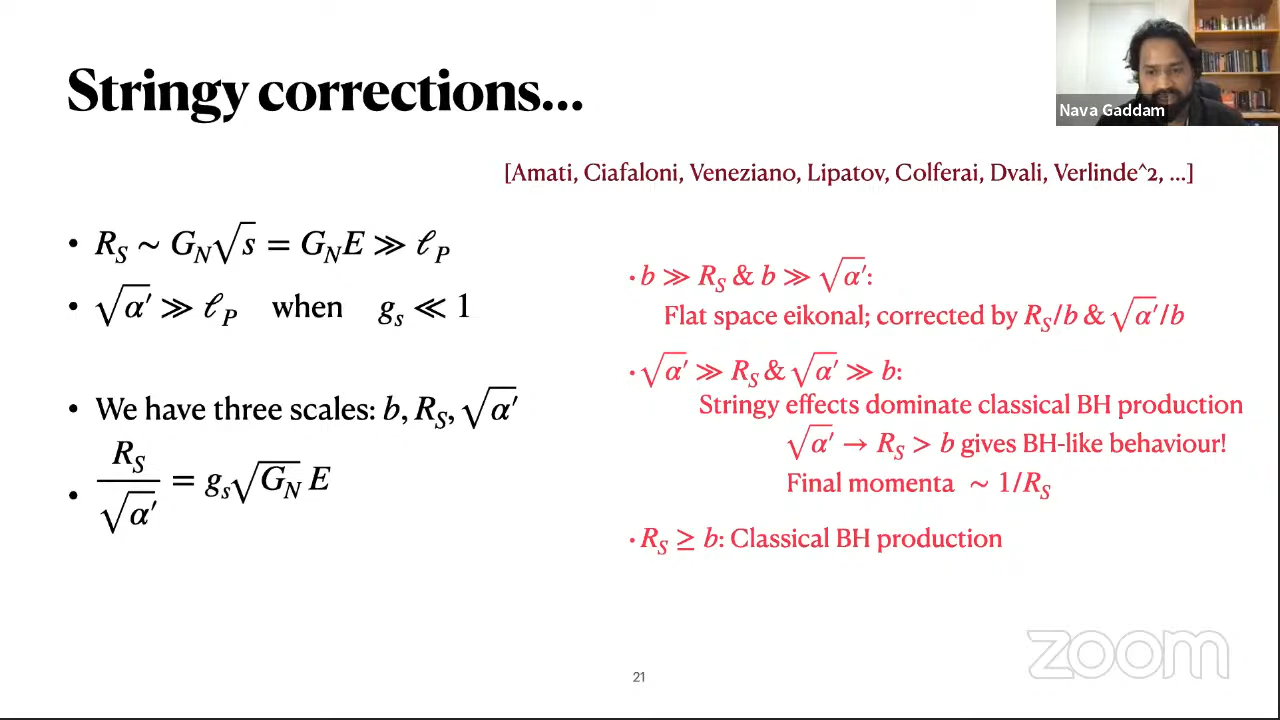 Stringy corrections...
Nava Gaddam
[Amati, Ciafaloni, Veneziano, Lipatov, Colferai, Dvali, Verlinde^2, ...]
• R_S ∼ G_N√s = G_N E ≫ ℓ_P
• √α′ ≫ ℓ_P when g_s ≪ 1
• We have three scales: b, R_S, √α′
• R_S/√α′ = g_s√G_N E
• b ≫ R_S & b ≫ √α′:
Flat space eikonal; corrected by R_S/b & √α′/b
• √α′ ≫ R_S & √α′ ≫ b:
Stringy effects dominate classical BH production
√α′ → R_S > b gives BH-like behaviour!
Final momenta ∼ 1/R_S
• R_S ≥ b: Classical BH production
zoom
21